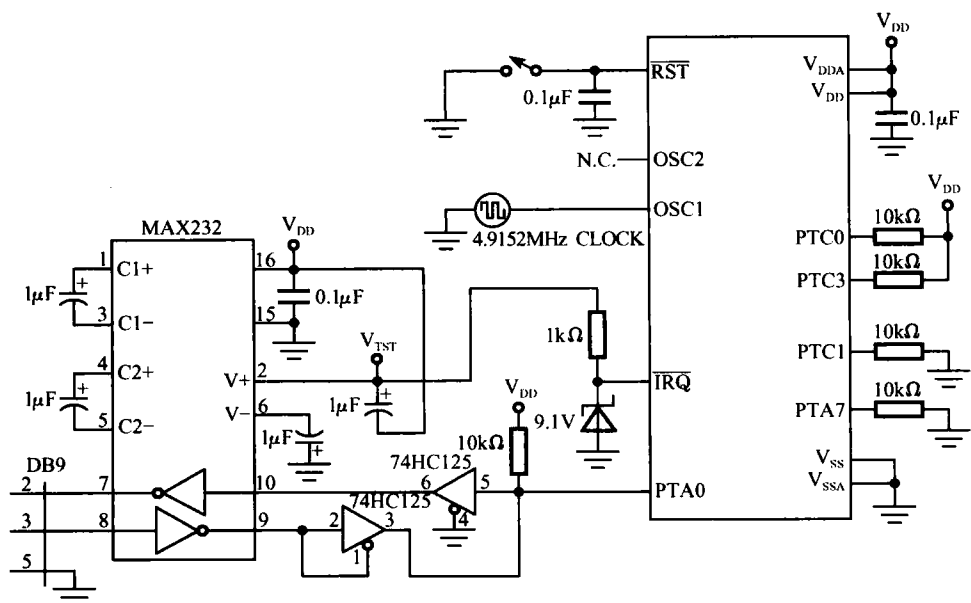 V_DD
V_DDA
RST
V_DD
0.1μF
0.1μF
N.C.
OSC2
V_DD
OSC1
10kΩ
MAX232
V_DD
4.9152MHz CLOCK
PTC0
10kΩ
1
C1+
16
PTC3
1μF
+
0.1μF
3
C1−
15
V_TST
1kΩ
10kΩ
PTC1
4
C2+
V+
2
V_DD
IRQ
10kΩ
1μF
+
1μF
+
V−
6
9.1V
PTA7
5
C2−
1μF
+
10kΩ
DB9
74HC125
V_SS
2
7
10
6
5
PTA0
V_SSA
74HC125
4
3
8
9
2
3
1
5